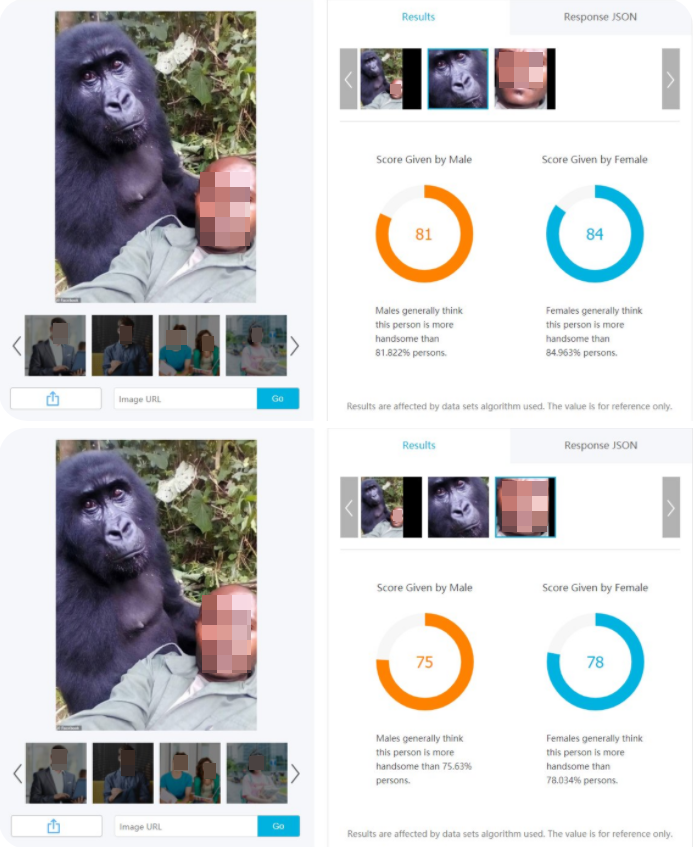 Results
Response JSON
Score Given by Male
Score Given by Female
81
84
Males generally think
this person is more
handsome than
81.822% persons.
Females generally think
this person is more
handsome than
84.963% persons.
Image URL
Go
Results are affected by data sets algorithm used. The value is for reference only.
Results
Response JSON
Score Given by Male
Score Given by Female
75
78
Males generally think
this person is more
handsome than 75.63%
persons.
Females generally think
this person is more
handsome than
78.034% persons.
Image URL
Go
Results are affected by data sets algorithm used. The value is for reference only.